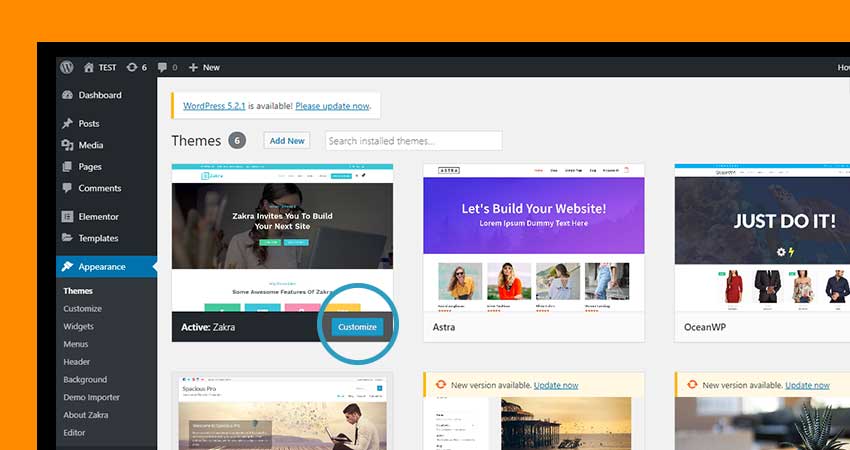 TEST 6 0 New
Hov
Dashboard
Posts
Media
Pages
Comments
Elementor
Templates
Appearance
Themes
Customize
Widgets
Menus
Header
Background
Demo Importer
About Zakra
Editor
WordPress 5.2.1 is available! Please update now.
Themes 6 Add New Search installed themes...
Zakra
Zakra Invites You To Build
Your Next Site
Some Awesome Features Of Zakra
Active: Zakra Customize
ASTRA
Let's Build Your Website!
Lorem Ipsum Dummy Text Here
Astra
OceanWP
JUST DO IT!
OceanWP
Spacious Pro
New version available. Update now
New version available. Update now